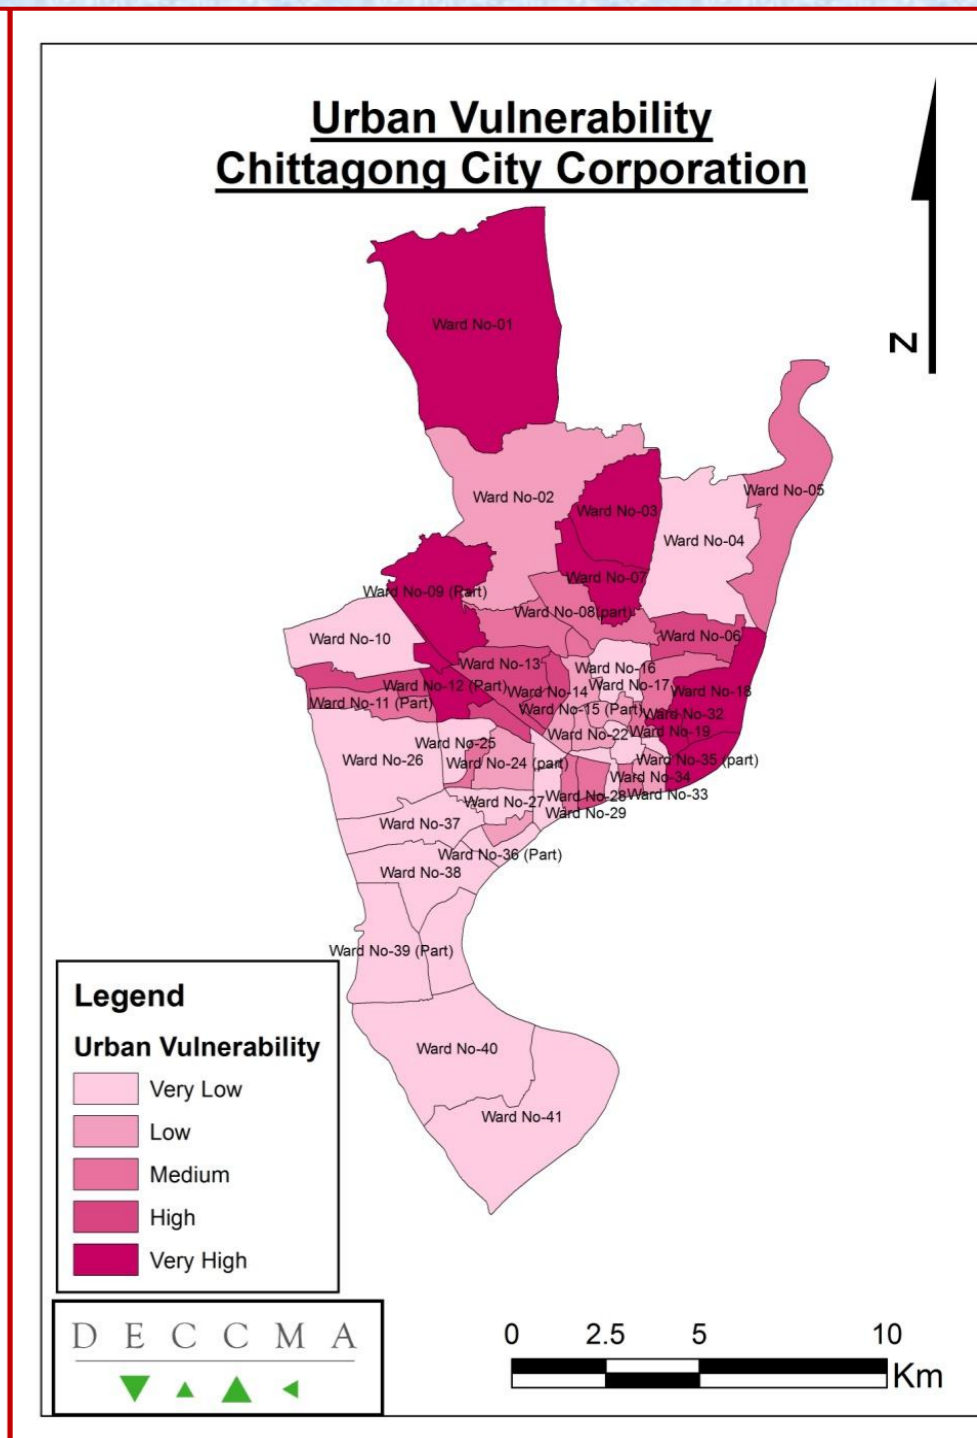 Urban Vulnerability
Chittagong City Corporation
N
Ward No-01
Ward No-02
Ward No-03
Ward No-05
Ward No-04
Ward No-07
Ward No-09 (Part)
Ward No-08(part)
Ward No-10
Ward No-06
Ward No-13
Ward No-16
Ward No-12 (Part)
Ward No-17
Ward No-14
Ward No-18
Ward No-11 (Part)
Ward No-15 (Part)
Ward No-32
Ward No-22
Ward No-19
Ward No-25
Ward No-26
Ward No-24 (part)
Ward No-35 (part)
Ward No-34
Ward No-27
Ward No-28
Ward No-33
Ward No-29
Ward No-37
Ward No-36 (Part)
Ward No-38
Ward No-39 (Part)
Ward No-40
Ward No-41
Legend
Urban Vulnerability
Very Low
Low
Medium
High
Very High
D E C C M A
0 2.5 5 10
Km